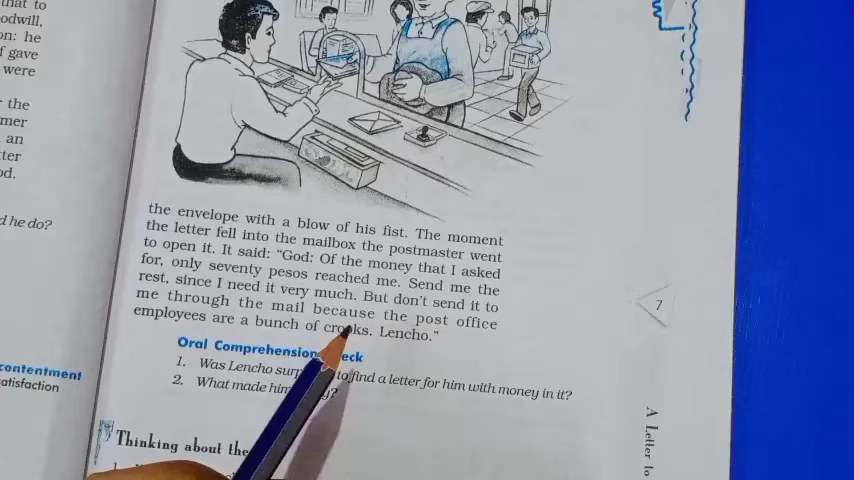 that to
odwill,
on: he
f gave
were
the
mer
an
tter
od.
d he do?
contentment
atisfaction
the envelope with a blow of his fist. The moment
the letter fell into the mailbox the postmaster went
to open it. It said: “God: Of the money that I asked
for, only seventy pesos reached me. Send me the
rest, since I need it very much. But don’t send it to
me through the mail because the post office
employees are a bunch of crooks. Lencho.”
Oral Comprehension eck
1. Was Lencho sur to find a letter for him with money in it?
2. What made him y?
Thinking about the
7
A Letter to